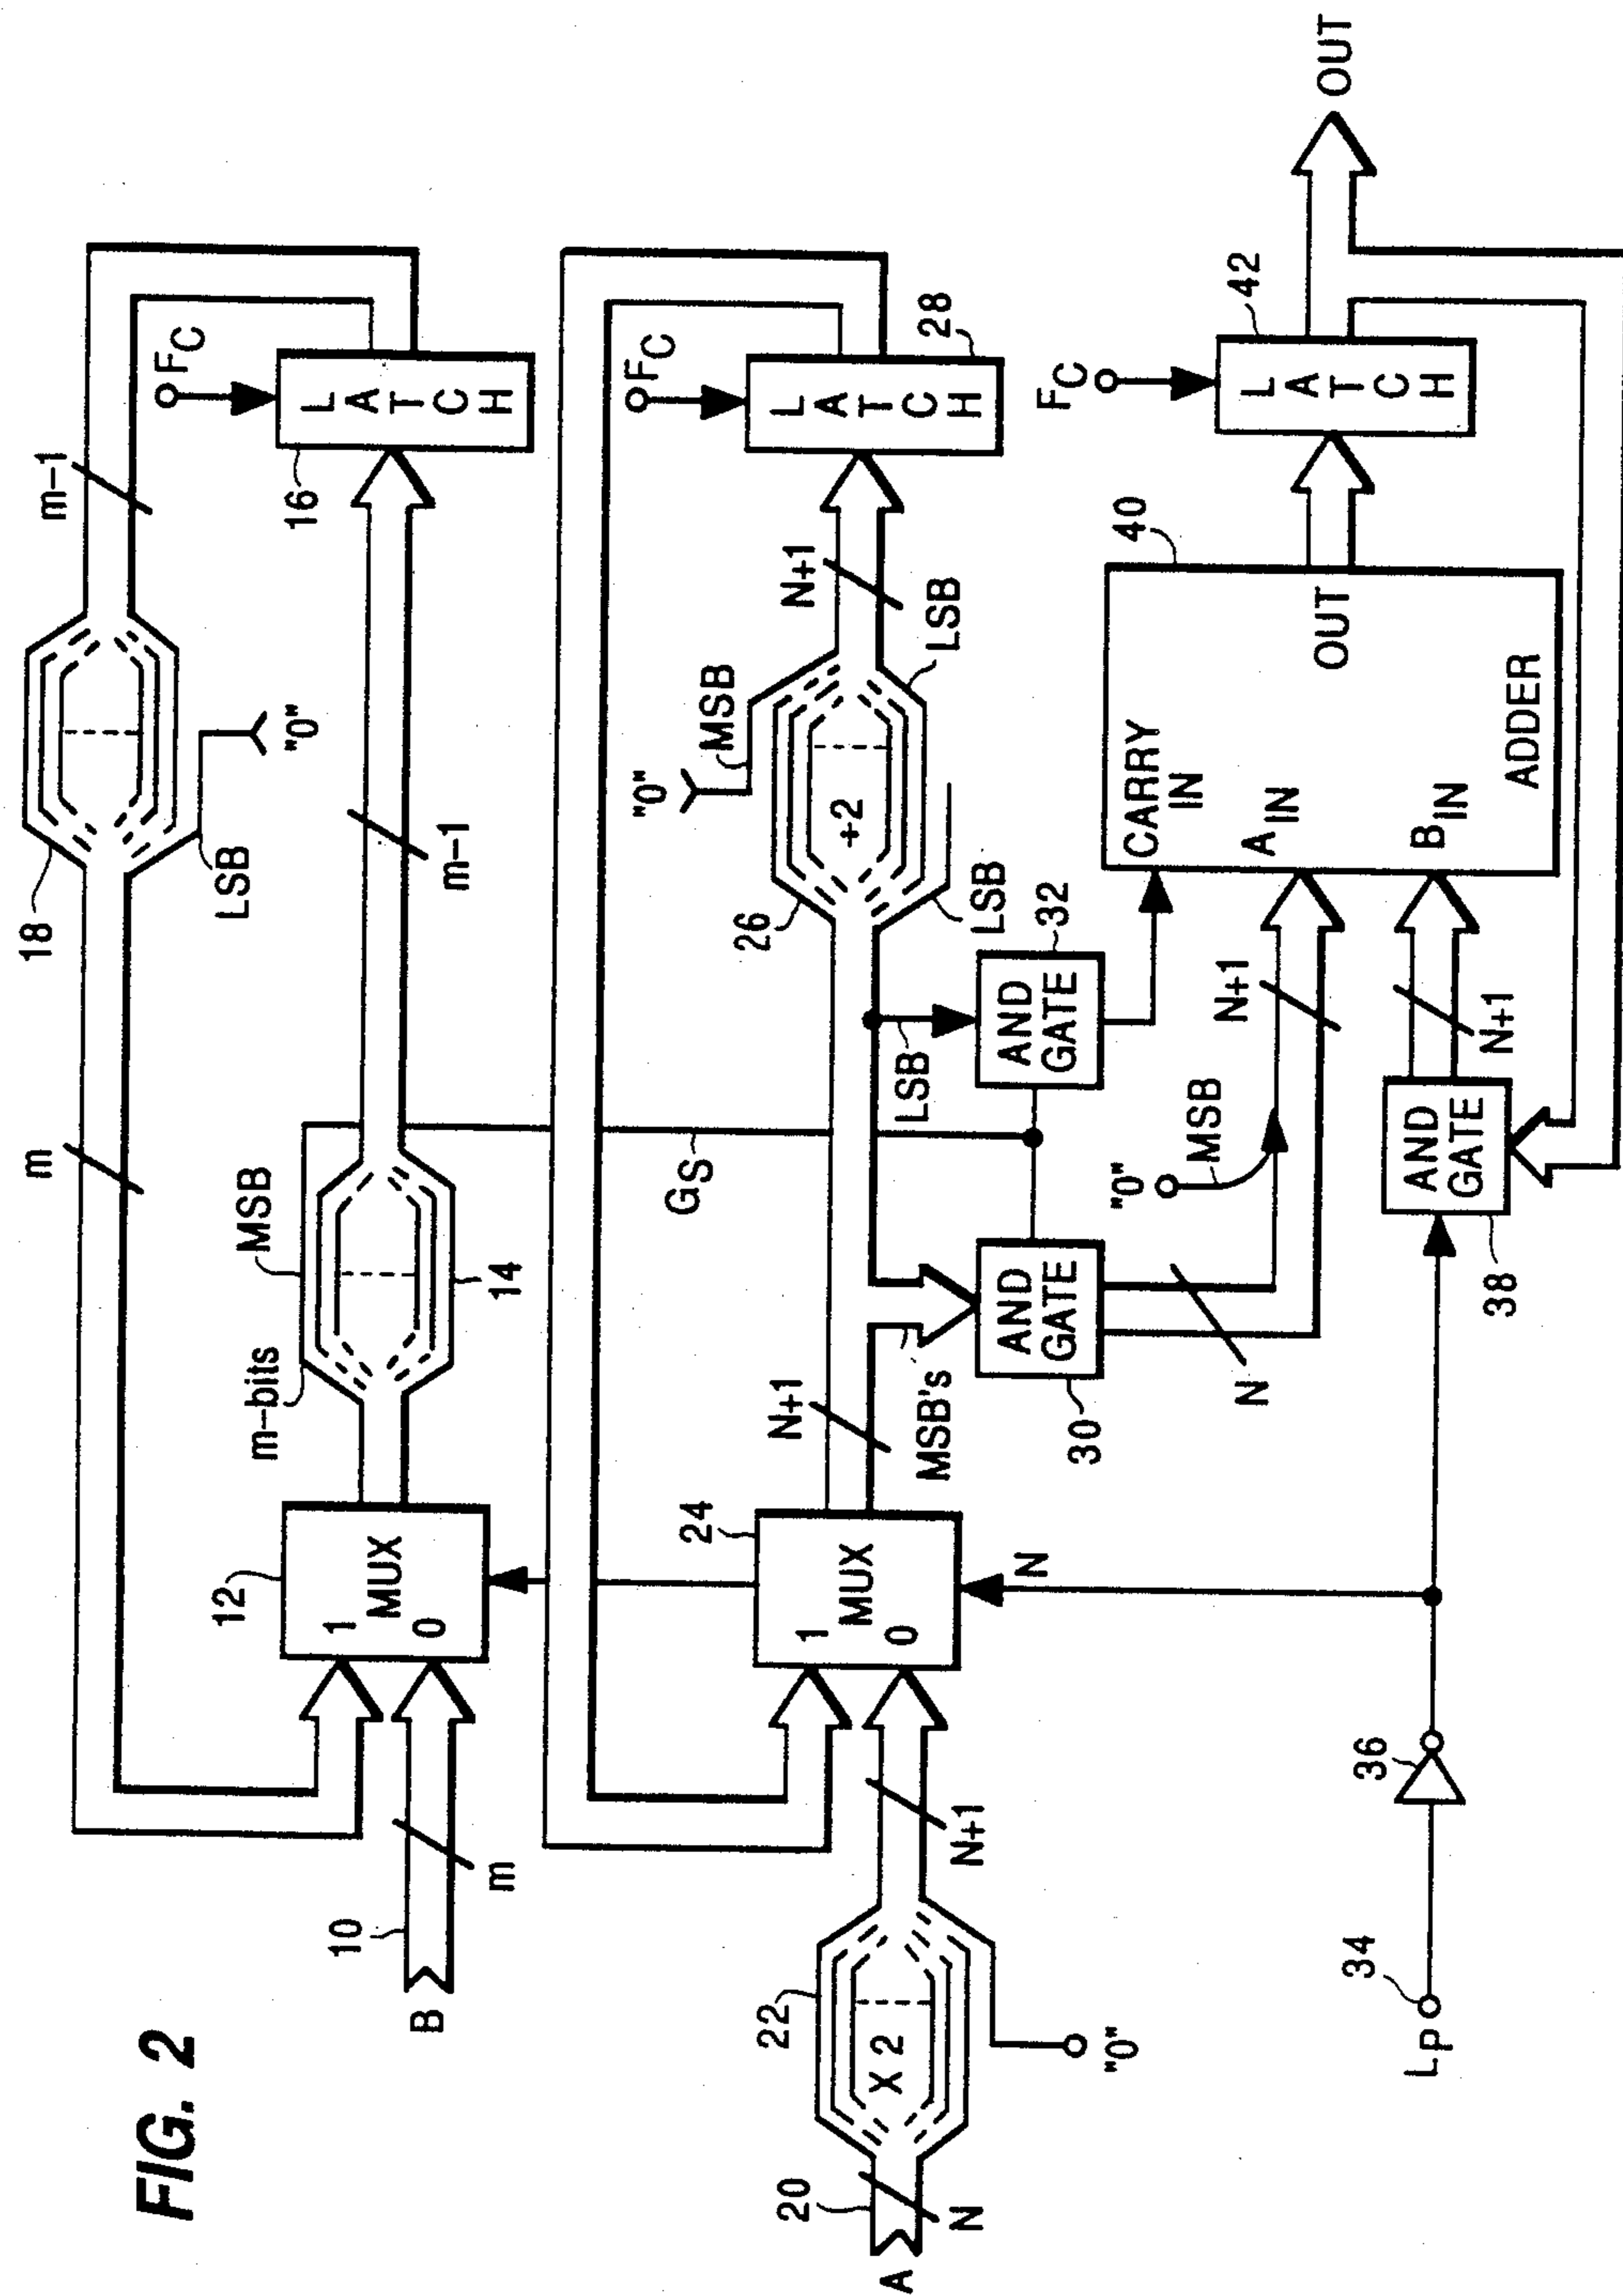 FIG. 2
18
m
m-1
LSB
"0"
FC
LATCH
16
m-1
MSB
14
m-bits
12
MUX
1
0
10
B
m
GS
FC
LATCH
28
N+1
LSB
MSB
"0"
÷2
26
LSB
LSB
32
AND
GATE
N+1
MSB's
24
MUX
1
0
N
N+1
22
X 2
"0"
20
A
N
30
AND
GATE
N
"0"
MSB
N+1
40
CARRY
IN
A IN
B IN
OUT
ADDER
FC
LATCH
42
OUT
N+1
AND
GATE
38
36
34
LP